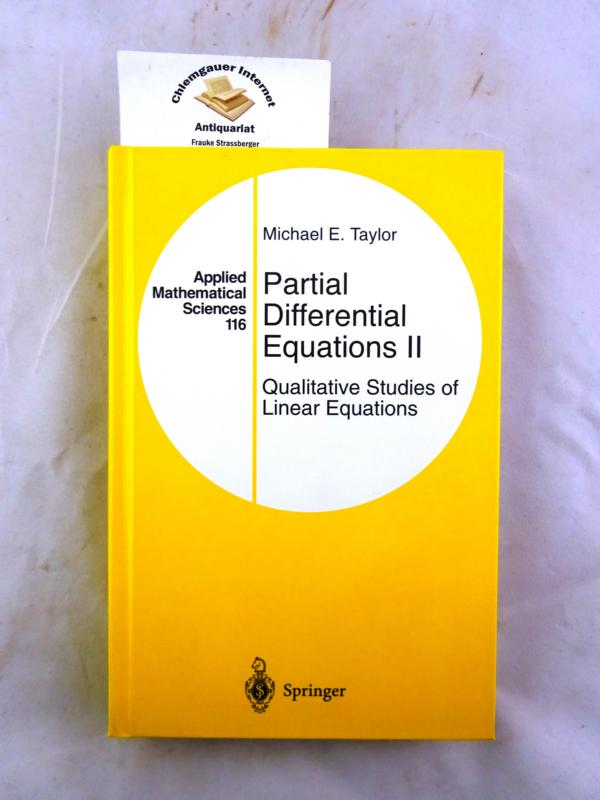 Chiemgauer Internet
Antiquariat
Frauke Strassberger
Michael E. Taylor
Applied
Mathematical
Sciences
116
Partial
Differential
Equations II
Qualitative Studies of
Linear Equations
S
Springer